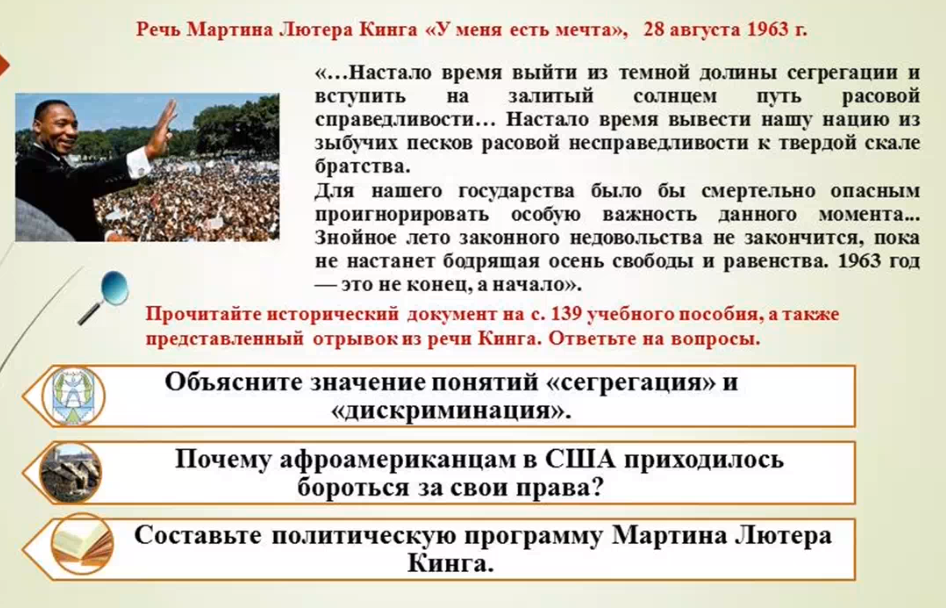 Речь Мартина Лютера Кинга «У меня есть мечта», 28 августа 1963 г.
«…Настало время выйти из темной долины сегрегации и
вступить на залитый солнцем путь расовой
справедливости… Настало время вывести нашу нацию из
зыбучих песков расовой несправедливости к твердой скале
братства.
Для нашего государства было бы смертельно опасным
проигнорировать особую важность данного момента...
Знойное лето законного недовольства не закончится, пока
не настанет бодрящая осень свободы и равенства. 1963 год
— это не конец, а начало».
Прочитайте исторический документ на с. 139 учебного пособия, а также
представленный отрывок из речи Кинга. Ответьте на вопросы.
Объясните значение понятий «сегрегация» и
«дискриминация».
Почему афроамериканцам в США приходилось
бороться за свои права?
Составьте политическую программу Мартина Лютера
Кинга.